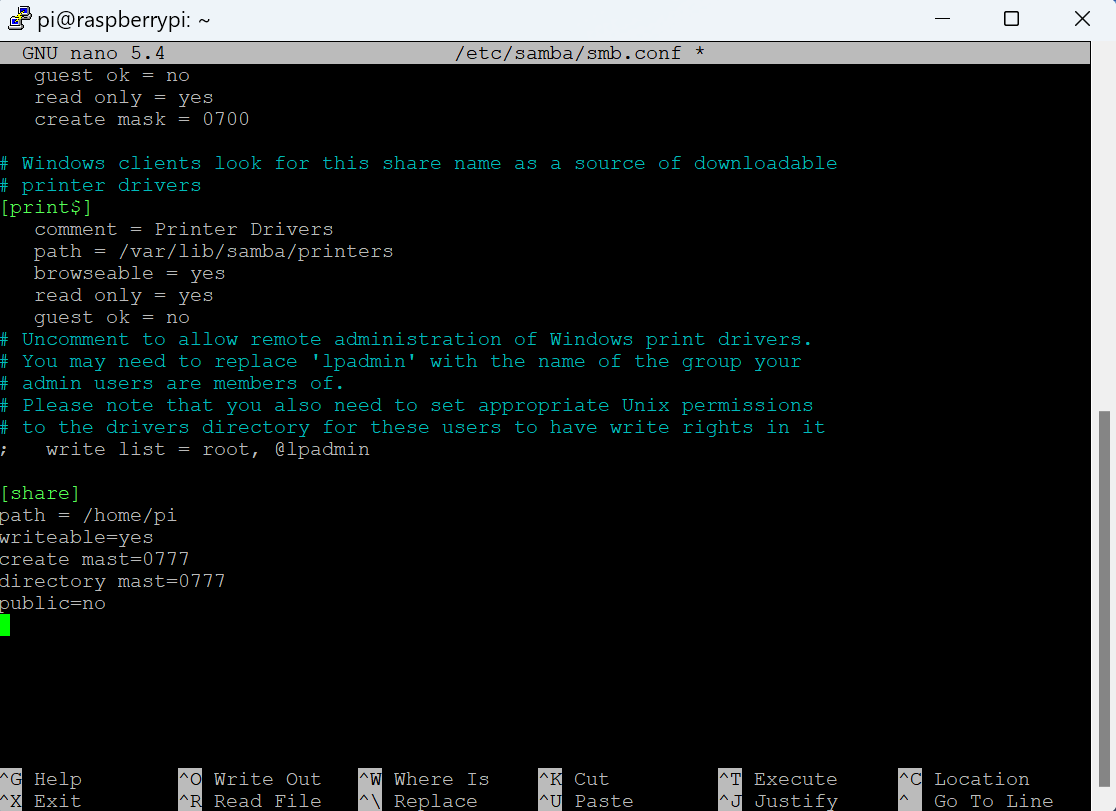 pi@raspberrypi: ~
GNU nano 5.4 /etc/samba/smb.conf *
guest ok = no
read only = yes
create mask = 0700
# Windows clients look for this share name as a source of downloadable
# printer drivers
[print$]
comment = Printer Drivers
path = /var/lib/samba/printers
browseable = yes
read only = yes
guest ok = no
# Uncomment to allow remote administration of Windows print drivers.
# You may need to replace 'lpadmin' with the name of the group your
# admin users are members of.
# Please note that you also need to set appropriate Unix permissions
# to the drivers directory for these users to have write rights in it
; write list = root, @lpadmin
[share]
path = /home/pi
writeable=yes
create mast=0777
directory mast=0777
public=no
^G Help ^O Write Out ^W Where Is ^K Cut ^T Execute ^C Location
^X Exit ^R Read File ^\ Replace ^U Paste ^J Justify ^_ Go To Line